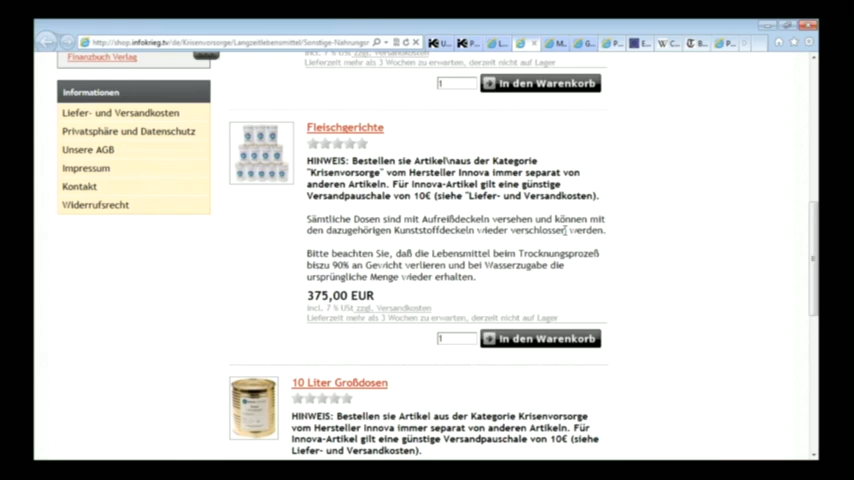 http://shop.infokrieg.tv/de/Krisenvorsorge/Langzeitlebensmittel/Sonstige-Nahrungsr
Finanzbuch Verlag
Informationen
Liefer- und Versandkosten
Privatsphäre und Datenschutz
Unsere AGB
Impressum
Kontakt
Widerrufsrecht
incl. 7 % USt zzgl. Versandkosten
Lieferzeit mehr als 3 Wochen zu erwarten, derzeit nicht auf Lager
1 In den Warenkorb
Fleischgerichte
HINWEIS: Bestellen sie Artikel\naus der Kategorie
"Krisenvorsorge" vom Hersteller Innova immer separat von
anderen Artikeln. Für Innova-Artikel gilt eine günstige
Versandpauschale von 10€ (siehe "Liefer- und Versandkosten).
Sämtliche Dosen sind mit Aufreißdeckeln versehen und können mit
den dazugehörigen Kunststoffdeckeln wieder verschlossen werden.
Bitte beachten Sie, daß die Lebensmittel beim Trocknungsprozeß
biszu 90% an Gewicht verlieren und bei Wasserzugabe die
ursprüngliche Menge wieder erhalten.
375,00 EUR
incl. 7 % USt zzgl. Versandkosten
Lieferzeit mehr als 3 Wochen zu erwarten, derzeit nicht auf Lager
1 In den Warenkorb
10 Liter Großdosen
HINWEIS: Bestellen sie Artikel aus der Kategorie Krisenvorsorge
vom Hersteller Innova immer separat von anderen Artikeln. Für
Innova-Artikel gilt eine günstige Versandpauschale von 10€ (siehe
Liefer- und Versandkosten).